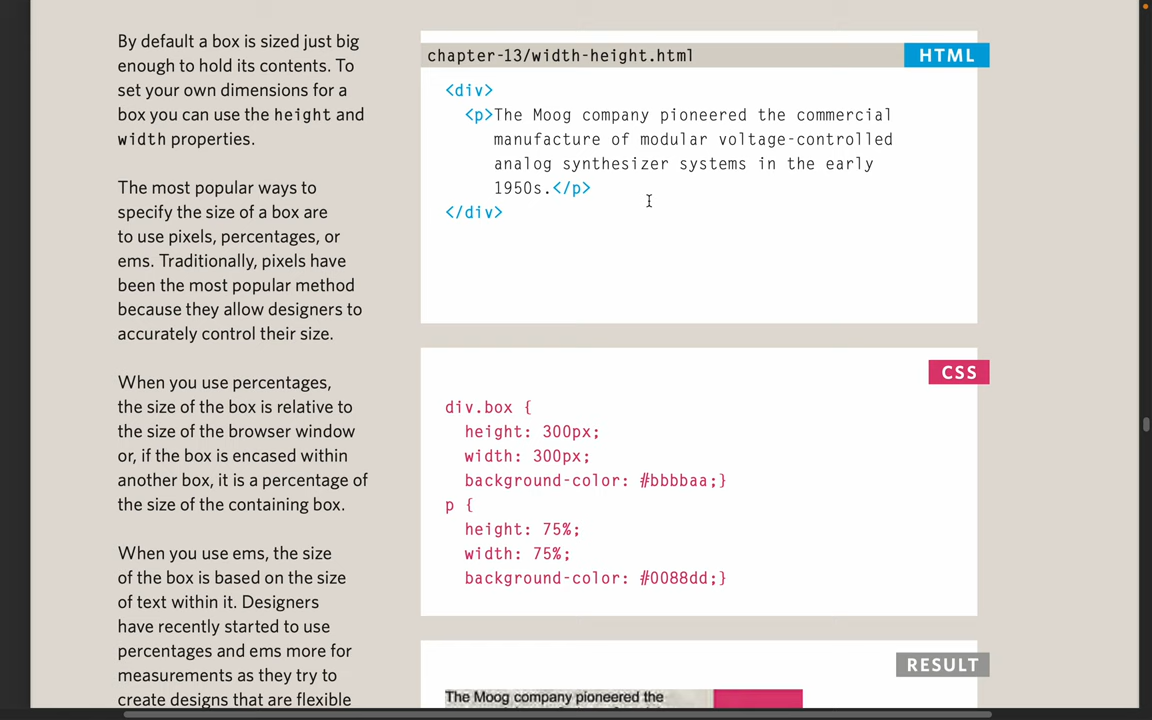 By default a box is sized just big
enough to hold its contents. To
set your own dimensions for a
box you can use the height and
width properties.
The most popular ways to
specify the size of a box are
to use pixels, percentages, or
ems. Traditionally, pixels have
been the most popular method
because they allow designers to
accurately control their size.
When you use percentages,
the size of the box is relative to
the size of the browser window
or, if the box is encased within
another box, it is a percentage of
the size of the containing box.
When you use ems, the size
of the box is based on the size
of text within it. Designers
have recently started to use
percentages and ems more for
measurements as they try to
create designs that are flexible
chapter-13/width-height.html
HTML
<div>
<p>The Moog company pioneered the commercial
manufacture of modular voltage-controlled
analog synthesizer systems in the early
1950s.</p>
</div>
CSS
div.box {
height: 300px;
width: 300px;
background-color: #bbbbaa;}
p {
height: 75%;
width: 75%;
background-color: #0088dd;}
RESULT
The Moog company pioneered the